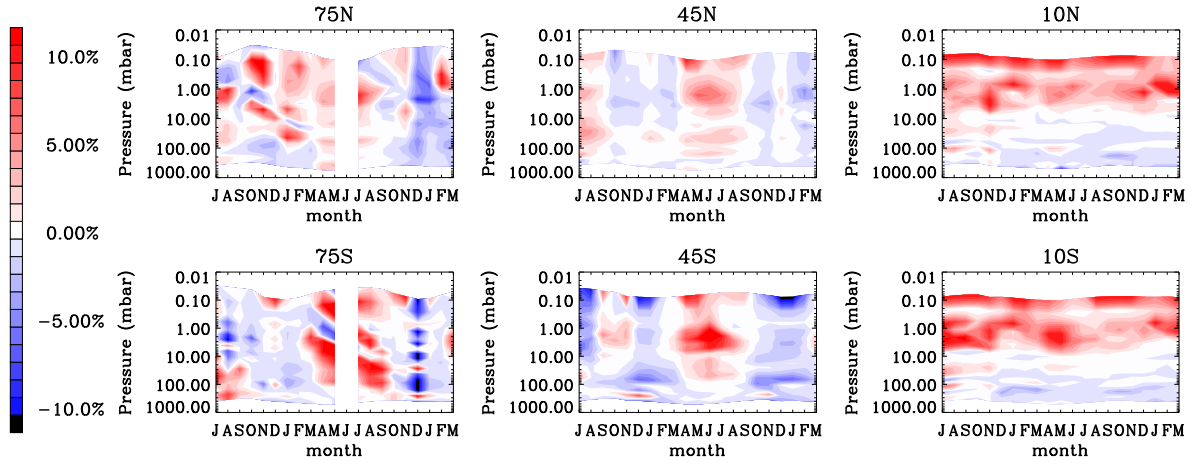 75N
45N
10N
10.0%
5.00%
0.00%
−5.00%
−10.0%
Pressure (mbar)
0.01
0.10
1.00
10.00
100.00
1000.00
J A S O N D J F M A M J J A S O N D J F M
month
Pressure (mbar)
0.01
0.10
1.00
10.00
100.00
1000.00
J A S O N D J F M A M J J A S O N D J F M
month
Pressure (mbar)
0.01
0.10
1.00
10.00
100.00
1000.00
J A S O N D J F M A M J J A S O N D J F M
month
75S
45S
10S
Pressure (mbar)
0.01
0.10
1.00
10.00
100.00
1000.00
J A S O N D J F M A M J J A S O N D J F M
month
Pressure (mbar)
0.01
0.10
1.00
10.00
100.00
1000.00
J A S O N D J F M A M J J A S O N D J F M
month
Pressure (mbar)
0.01
0.10
1.00
10.00
100.00
1000.00
J A S O N D J F M A M J J A S O N D J F M
month